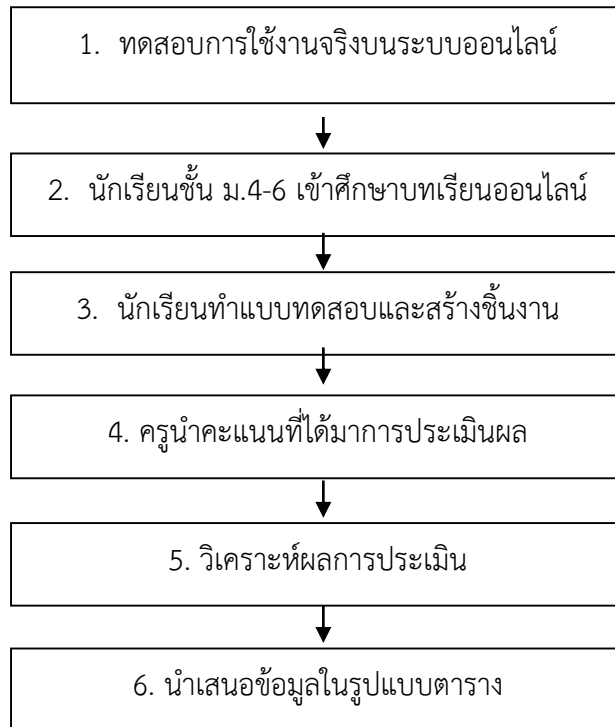 1. ทดสอบการใช้งานจริงบนระบบออนไลน์
2. นักเรียนชั้น ม.4-6 เข้าศึกษาบทเรียนออนไลน์
3. นักเรียนทำแบบทดสอบและสร้างชิ้นงาน
4. ครูนำคะแนนที่ได้มาการประเมินผล
5. วิเคราะห์ผลการประเมิน
6. นำเสนอข้อมูลในรูปแบบตาราง